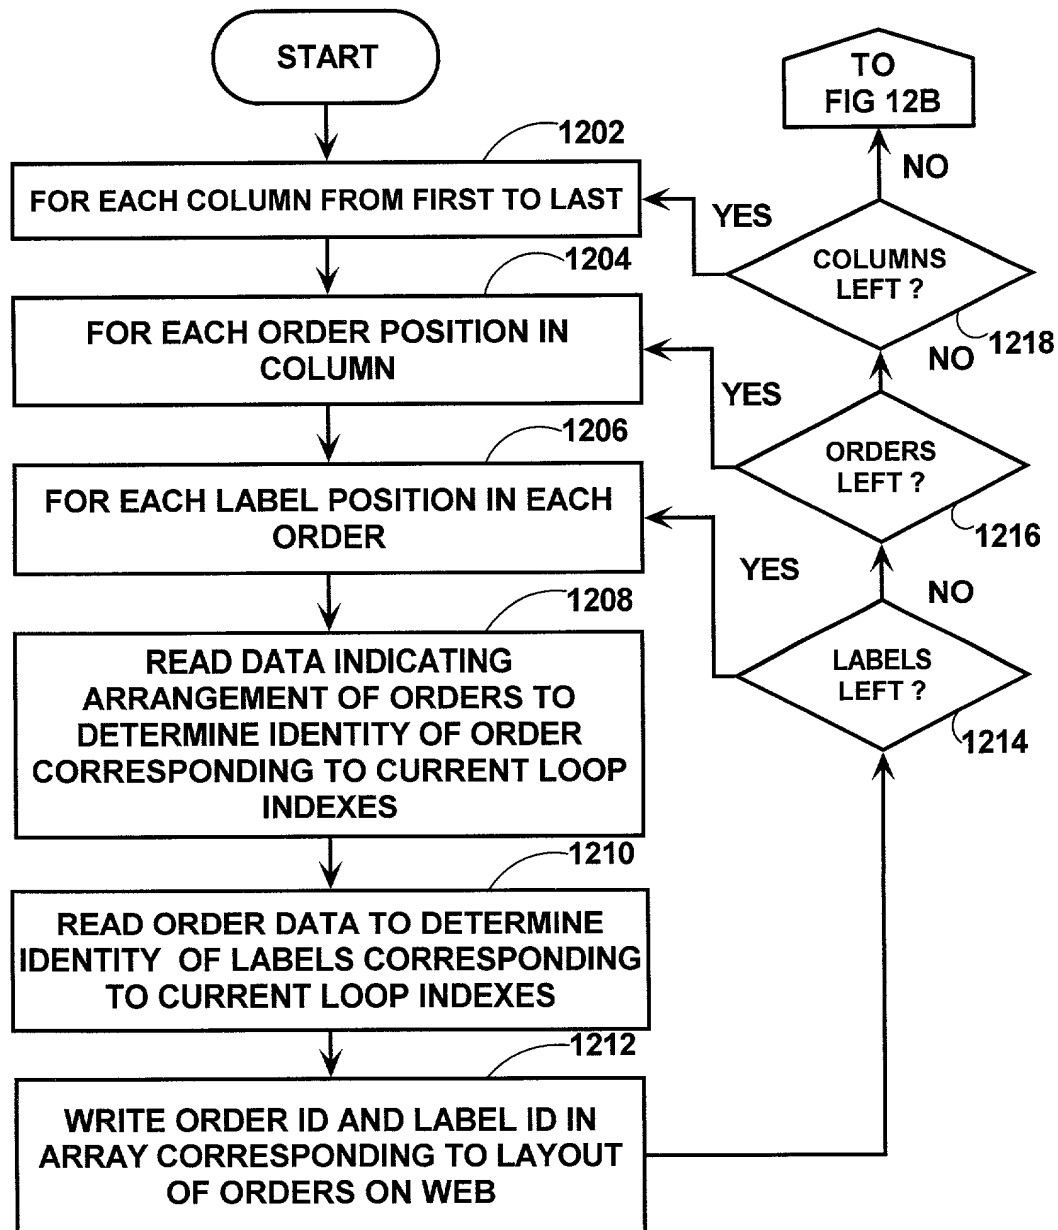 START
1202
FOR EACH COLUMN FROM FIRST TO LAST
1204
FOR EACH ORDER POSITION IN
COLUMN
1206
FOR EACH LABEL POSITION IN EACH
ORDER
1208
READ DATA INDICATING
ARRANGEMENT OF ORDERS TO
DETERMINE IDENTITY OF ORDER
CORRESPONDING TO CURRENT LOOP
INDEXES
1210
READ ORDER DATA TO DETERMINE
IDENTITY OF LABELS CORRESPONDING
TO CURRENT LOOP INDEXES
1212
WRITE ORDER ID AND LABEL ID IN
ARRAY CORRESPONDING TO LAYOUT
OF ORDERS ON WEB
LABELS
LEFT ?
1214
YES
NO
ORDERS
LEFT ?
1216
YES
NO
COLUMNS
LEFT ?
1218
YES
NO
TO
FIG 12B